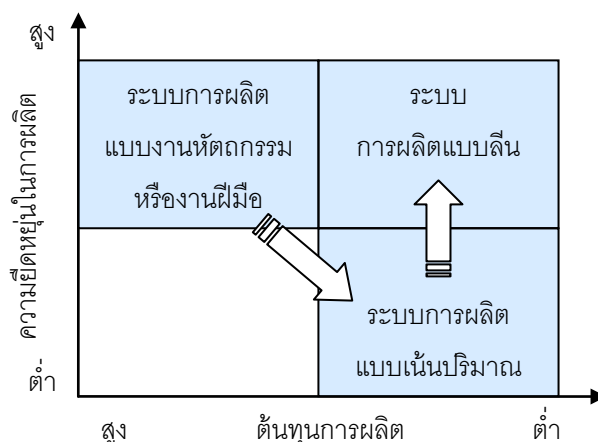 สูง
ความยืดหยุ่นในการผลิต
ต่ำ
ระบบการผลิต
แบบงานหัตถกรรม
หรืองานฝีมือ
ระบบ
การผลิตแบบลีน
ระบบการผลิต
แบบเน้นปริมาณ
สูง
ต้นทุนการผลิต
ต่ำ